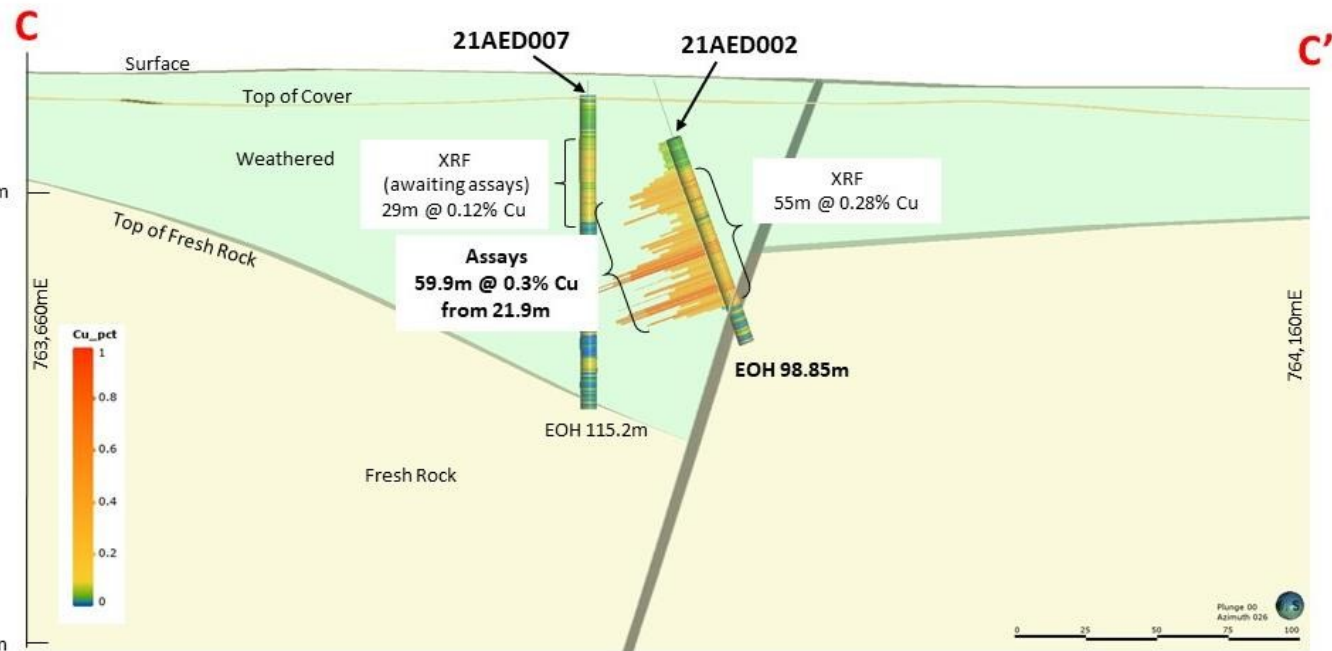 C
C'
21AED007
21AED002
Surface
Top of Cover
Weathered
XRF
(awaiting assays)
29m @ 0.12% Cu
XRF
55m @ 0.28% Cu
Top of Fresh Rock
Assays
59.9m @ 0.3% Cu
from 21.9m
763,660mE
764,160mE
Cu_pct
1
0.8
0.6
0.4
0.2
0
EOH 98.85m
EOH 115.2m
Fresh Rock
Plunge 00
Azimuth 026
0 25 50 75 100